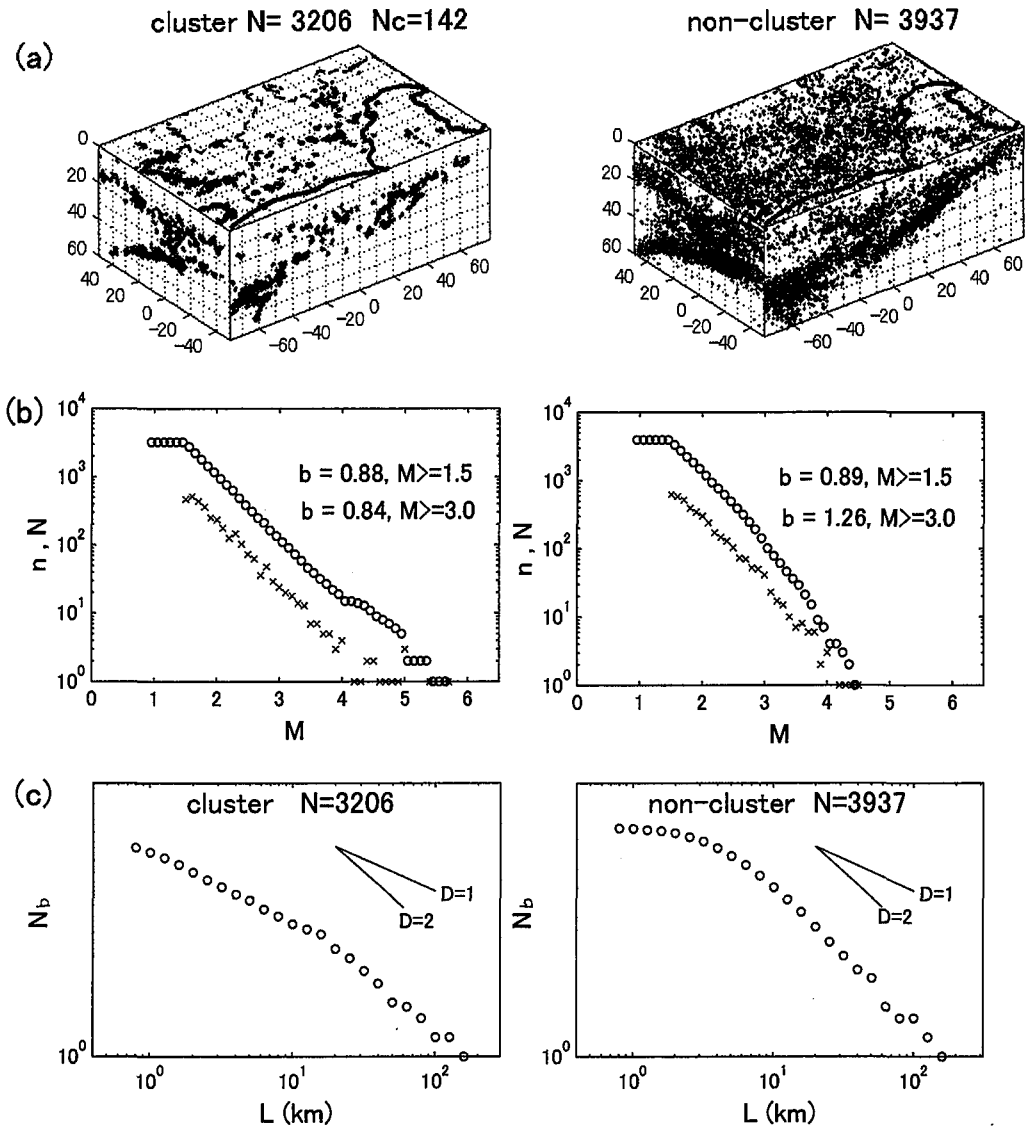 cluster N= 3206 Nc=142
non-cluster N= 3937
(a)
0
20
40
60
40
20
0
-20
-40
-60
-40
-20
0
20
40
60
0
20
40
60
40
20
0
-20
-40
-60
-40
-20
0
20
40
60
(b)
10^4
10^3
10^2
10^1
10^0
n , N
b = 0.88, M>=1.5
b = 0.84, M>=3.0
0 1 2 3 4 5 6
M
10^4
10^3
10^2
10^1
10^0
n, N
b = 0.89, M>=1.5
b = 1.26, M>=3.0
0 1 2 3 4 5 6
M
(c)
cluster N=3206
D=1
D=2
N_b
10^0
10^0 10^1 10^2
L (km)
non-cluster N=3937
D=1
D=2
N_b
10^0
10^0 10^1 10^2
L (km)